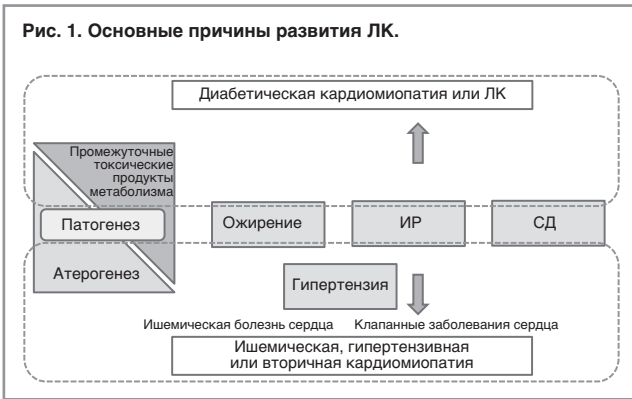 Рис. 1. Основные причины развития ЛК.
Диабетическая кардиомиопатия или ЛК
Промежуточные
токсические
продукты
метаболизма
Патогенез
Ожирение
ИР
СД
Атерогенез
Гипертензия
Ишемическая болезнь сердца
Клапанные заболевания сердца
Ишемическая, гипертензивная
или вторичная кардиомиопатия